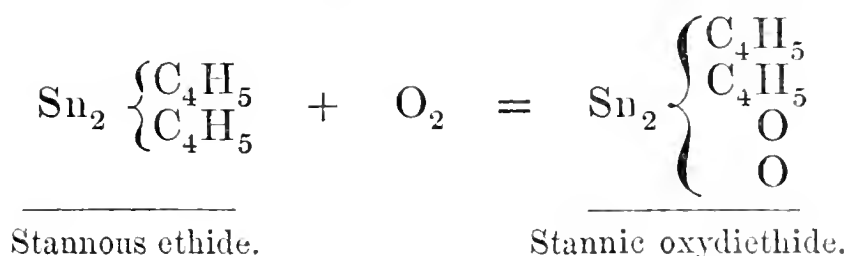 C₄H₅
Sn₂ { C₄H₅ + O₂ = Sn₂ { C₄H₅
C₄H₅ O
O
Stannous ethide. Stannic oxydiethide.